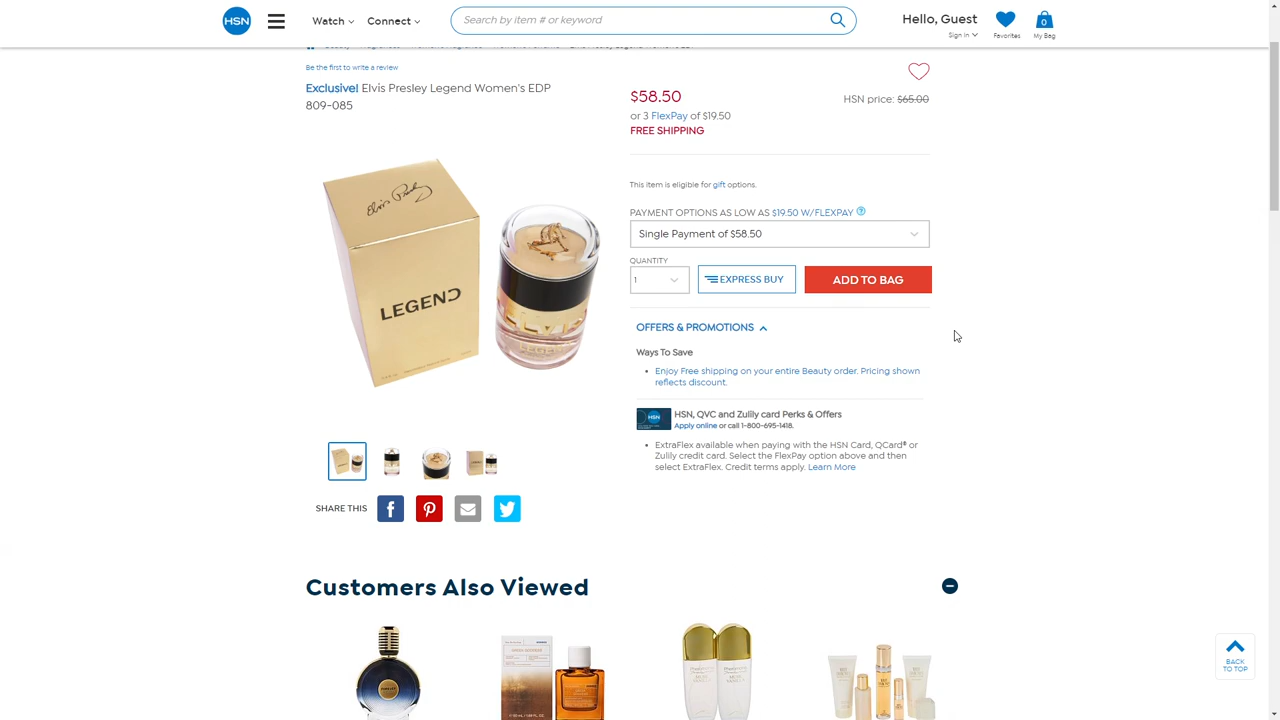 HSN
Watch
Connect
Search by item # or keyword
Hello, Guest
Sign In
Favorites
0
My Bag
Be the first to write a review
Exclusive! Elvis Presley Legend Women's EDP
809-085
$58.50
HSN price: $65.00
or 3 FlexPay of $19.50
FREE SHIPPING
This item is eligible for gift options.
PAYMENT OPTIONS AS LOW AS $19.50 W/FLEXPAY ?
Single Payment of $58.50
QUANTITY
1
EXPRESS BUY
ADD TO BAG
Elvis Presley
LEGEND
ELVIS
LEGEND
OFFERS & PROMOTIONS
Ways To Save
Enjoy Free shipping on your entire Beauty order. Pricing shown
reflects discount.
HSN
HSN, QVC and Zulily card Perks & Offers
Apply online or call 1-800-695-1418.
ExtraFlex available when paying with the HSN Card, QCard® or
Zulily credit card. Select the FlexPay option above and then
select ExtraFlex. Credit terms apply. Learn More
SHARE THIS
Customers Also Viewed
BACK
TO TOP